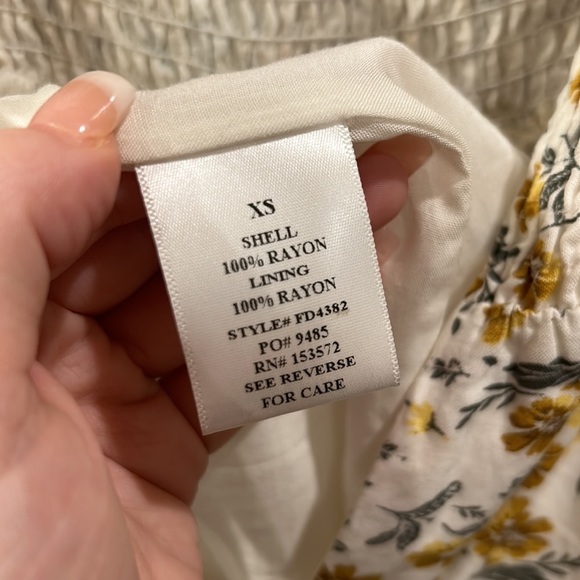 XS
SHELL
100% RAYON
LINING
100% RAYON
STYLE# FD4382
PO# 9485
RN# 153572
SEE REVERSE
FOR CARE